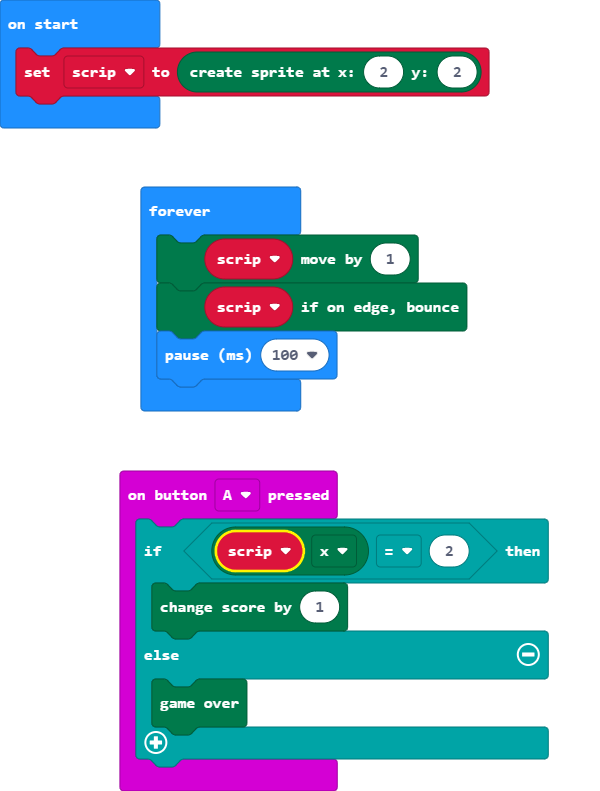 on start
set scrip to create sprite at x: 2 y: 2
forever
scrip move by 1
scrip if on edge, bounce
pause (ms) 100
on button A pressed
if scrip x = 2 then
change score by 1
else
game over